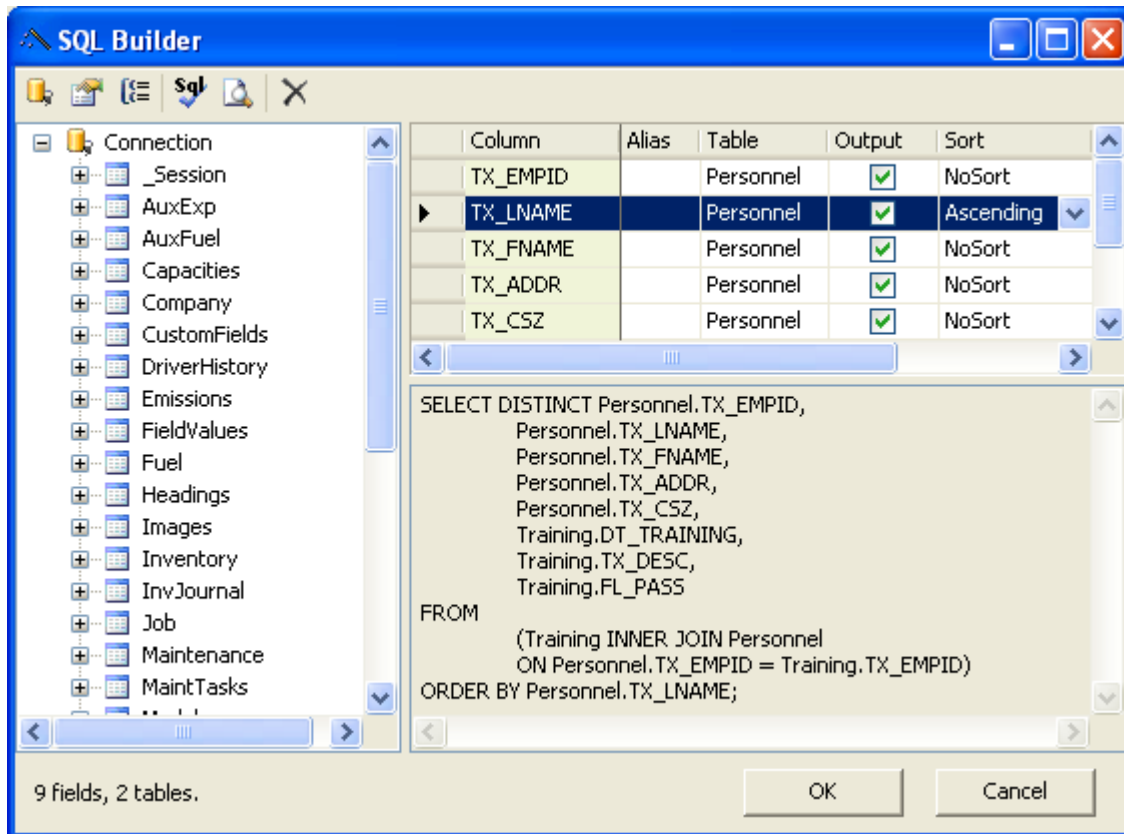 SQL Builder
Sql
Connection
_Session
AuxExp
AuxFuel
Capacities
Company
CustomFields
DriverHistory
Emissions
FieldValues
Fuel
Headings
Images
Inventory
InvJournal
Job
Maintenance
MaintTasks
Column Alias Table Output Sort
TX_EMPID Personnel NoSort
TX_LNAME Personnel Ascending
TX_FNAME Personnel NoSort
TX_ADDR Personnel NoSort
TX_CSZ Personnel NoSort
SELECT DISTINCT Personnel.TX_EMPID,
Personnel.TX_LNAME,
Personnel.TX_FNAME,
Personnel.TX_ADDR,
Personnel.TX_CSZ,
Training.DT_TRAINING,
Training.TX_DESC,
Training.FL_PASS
FROM
(Training INNER JOIN Personnel
ON Personnel.TX_EMPID = Training.TX_EMPID)
ORDER BY Personnel.TX_LNAME;
9 fields, 2 tables.
OK
Cancel